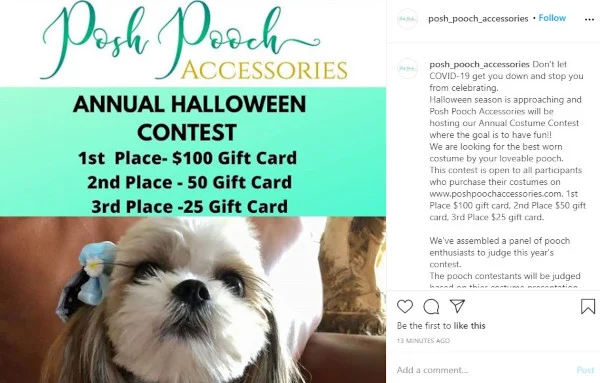 Posh Pooch
ACCESSORIES
ANNUAL HALLOWEEN
CONTEST
1st Place- $100 Gift Card
2nd Place - 50 Gift Card
3rd Place -25 Gift Card
posh_pooch_accessories • Follow
posh_pooch_accessories Don't let
COVID-19 get you down and stop you
from celebrating.
Halloween season is approaching and
Posh Pooch Accessories will be
hosting our Annual Costume Contest
where the goal is to have fun!!
We are looking for the best worn
costume by your loveable pooch.
This contest is open to all participants
who purchase their costumes on
www.poshpoochaccessories.com. 1st
Place $100 gift card, 2nd Place $50 gift
card, 3rd Place $25 gift card.
We've assembled a panel of pooch
enthusiasts to judge this year's
contest.
The pooch contestants will be judged
based on thier costume presentation
Be the first to like this
13 MINUTES AGO
Add a comment...
Post